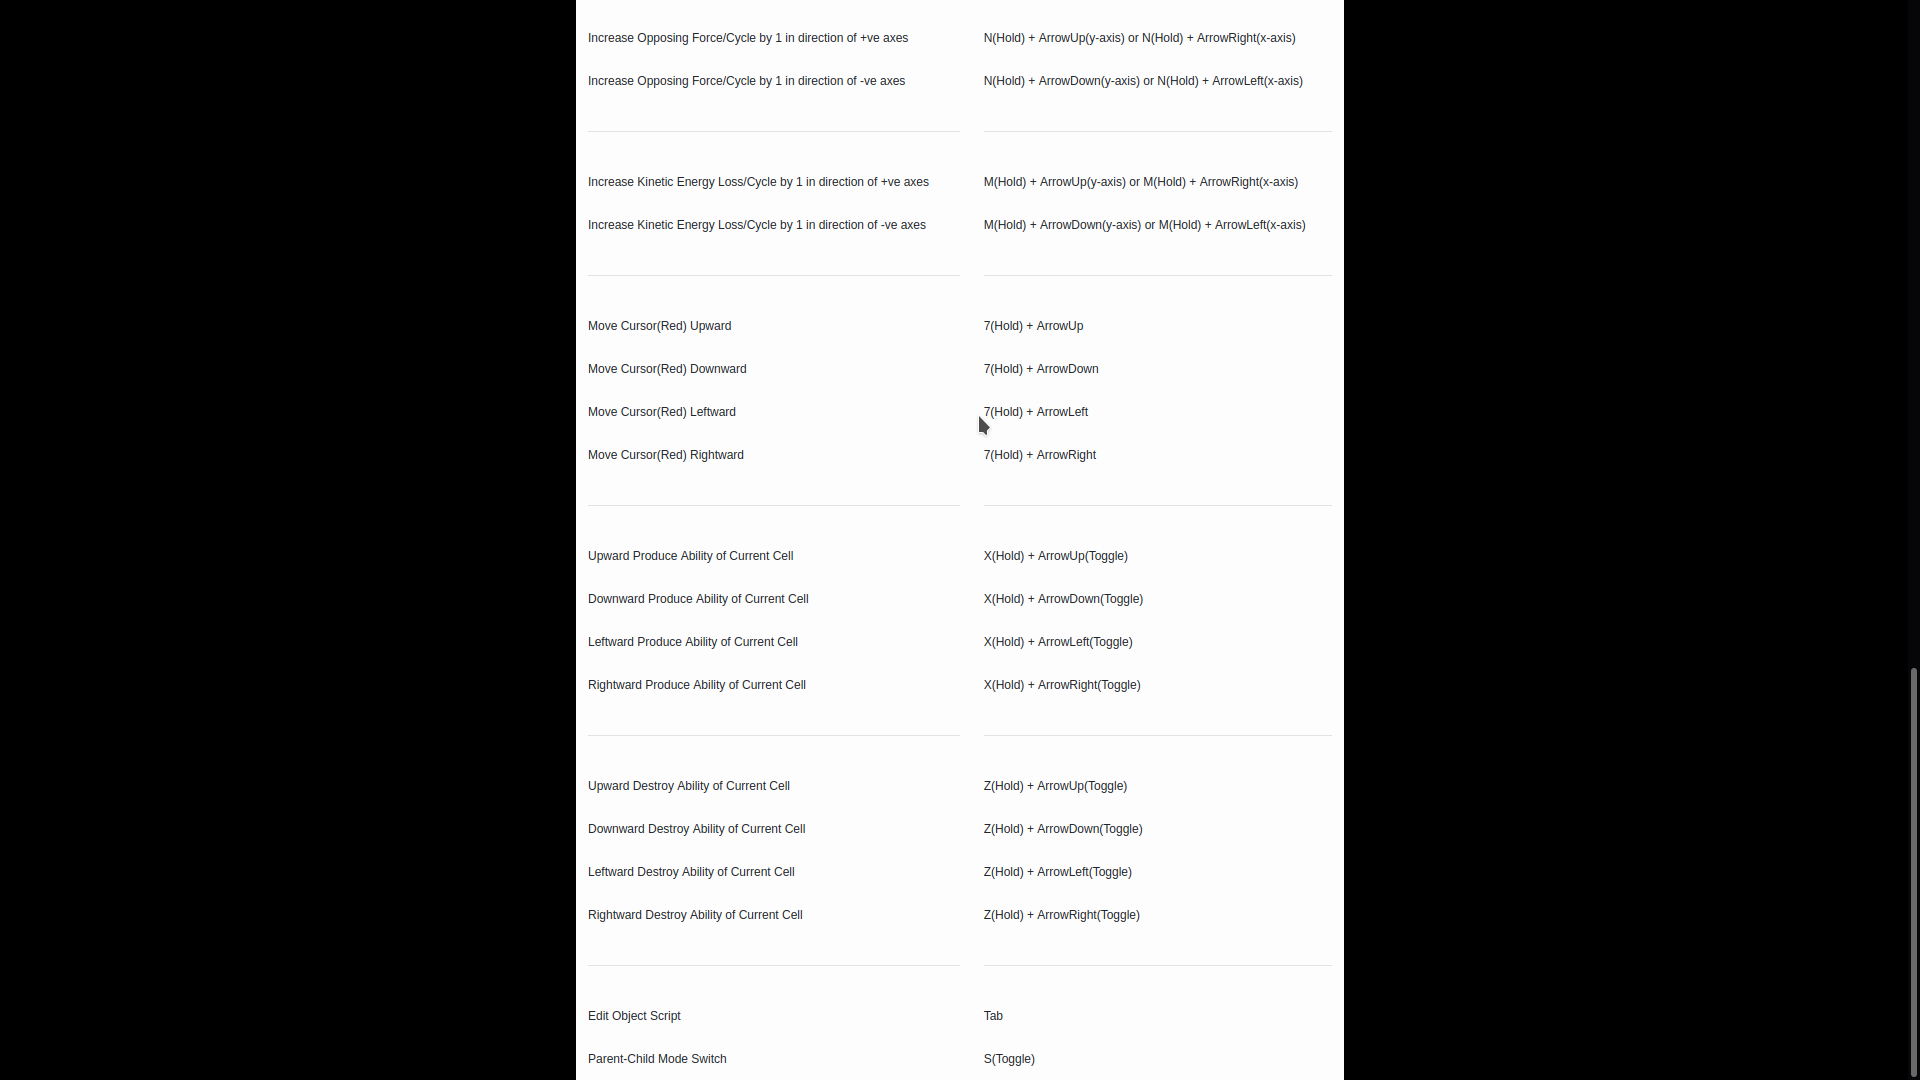 Increase Opposing Force/Cycle by 1 in direction of +ve axes N(Hold) + ArrowUp(y-axis) or N(Hold) + ArrowRight(x-axis)
Increase Opposing Force/Cycle by 1 in direction of -ve axes N(Hold) + ArrowDown(y-axis) or N(Hold) + ArrowLeft(x-axis)
Increase Kinetic Energy Loss/Cycle by 1 in direction of +ve axes M(Hold) + ArrowUp(y-axis) or M(Hold) + ArrowRight(x-axis)
Increase Kinetic Energy Loss/Cycle by 1 in direction of -ve axes M(Hold) + ArrowDown(y-axis) or M(Hold) + ArrowLeft(x-axis)
Move Cursor(Red) Upward 7(Hold) + ArrowUp
Move Cursor(Red) Downward 7(Hold) + ArrowDown
Move Cursor(Red) Leftward 7(Hold) + ArrowLeft
Move Cursor(Red) Rightward 7(Hold) + ArrowRight
Upward Produce Ability of Current Cell X(Hold) + ArrowUp(Toggle)
Downward Produce Ability of Current Cell X(Hold) + ArrowDown(Toggle)
Leftward Produce Ability of Current Cell X(Hold) + ArrowLeft(Toggle)
Rightward Produce Ability of Current Cell X(Hold) + ArrowRight(Toggle)
Upward Destroy Ability of Current Cell Z(Hold) + ArrowUp(Toggle)
Downward Destroy Ability of Current Cell Z(Hold) + ArrowDown(Toggle)
Leftward Destroy Ability of Current Cell Z(Hold) + ArrowLeft(Toggle)
Rightward Destroy Ability of Current Cell Z(Hold) + ArrowRight(Toggle)
Edit Object Script Tab
Parent-Child Mode Switch S(Toggle)